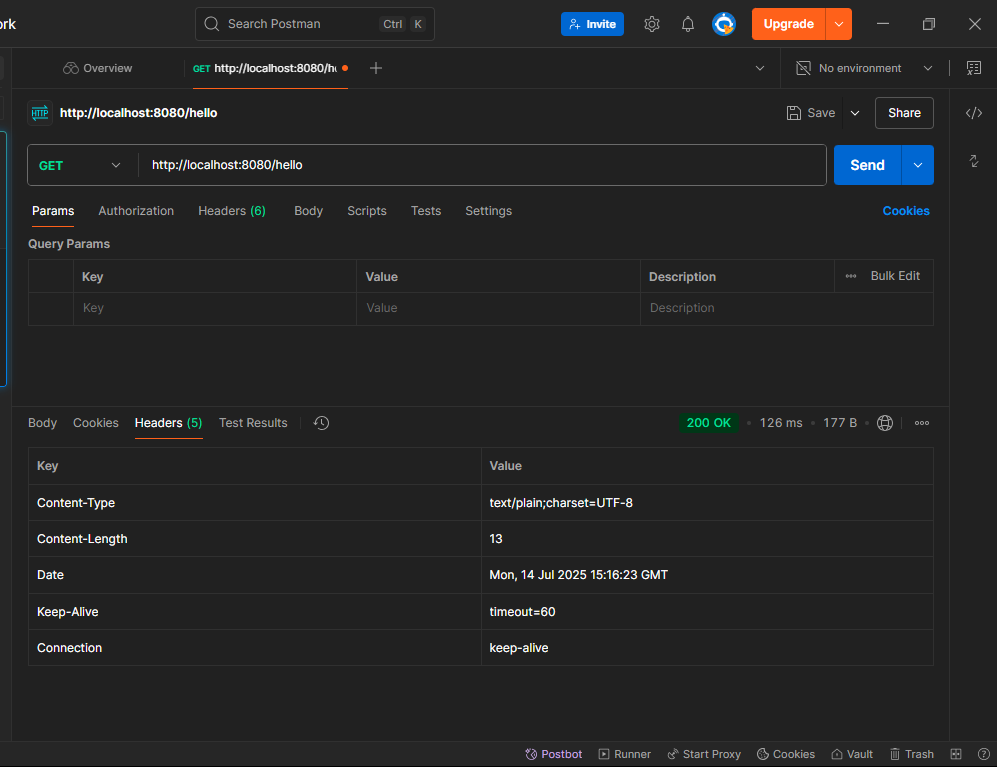 ork
Search Postman Ctrl K
Invite
Upgrade
Overview
GET http://localhost:8080/h
No environment
HTTP http://localhost:8080/hello
Save
Share
GET http://localhost:8080/hello
Send
Params Authorization Headers (6) Body Scripts Tests Settings
Cookies
Query Params
Key Value Description ••• Bulk Edit
Key Value Description
Body Cookies Headers (5) Test Results
200 OK • 126 ms • 177 B •
Key Value
Content-Type text/plain;charset=UTF-8
Content-Length 13
Date Mon, 14 Jul 2025 15:16:23 GMT
Keep-Alive timeout=60
Connection keep-alive
Postbot Runner Start Proxy Cookies Vault Trash